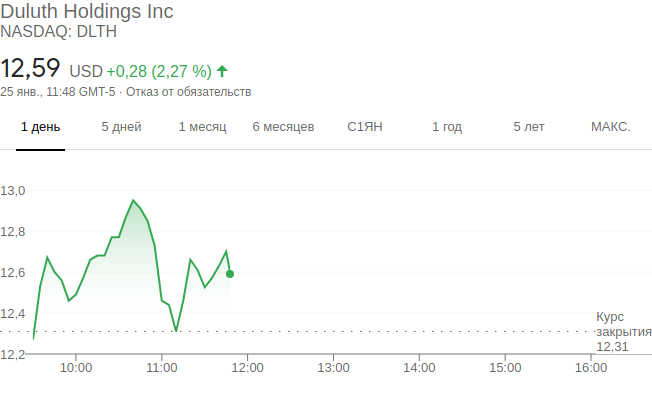 Duluth Holdings Inc
NASDAQ: DLTH
12,59 USD +0,28 (2,27 %)
25 янв., 11:48 GMT-5 · Отказ от обязательств
1 день 5 дней 1 месяц 6 месяцев С1ЯН 1 год 5 лет МАКС.
13,0
12,8
12,6
12,4
Курс
закрытия
12,31
12,2
10:00 11:00 12:00 13:00 14:00 15:00 16:00